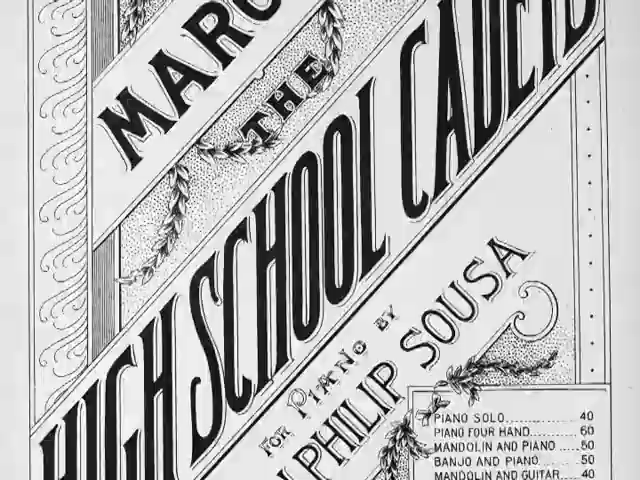 MARC
THE
HIGH SCHOOL CADETS
FOR PIANO BY
PHILIP SOUSA
PIANO SOLO............ 40
PIANO FOUR HAND.......... 60
MANDOLIN AND PIANO ..... 50
BANJO AND PIANO...... 50
MANDOLIN AND GUITAR.... 40